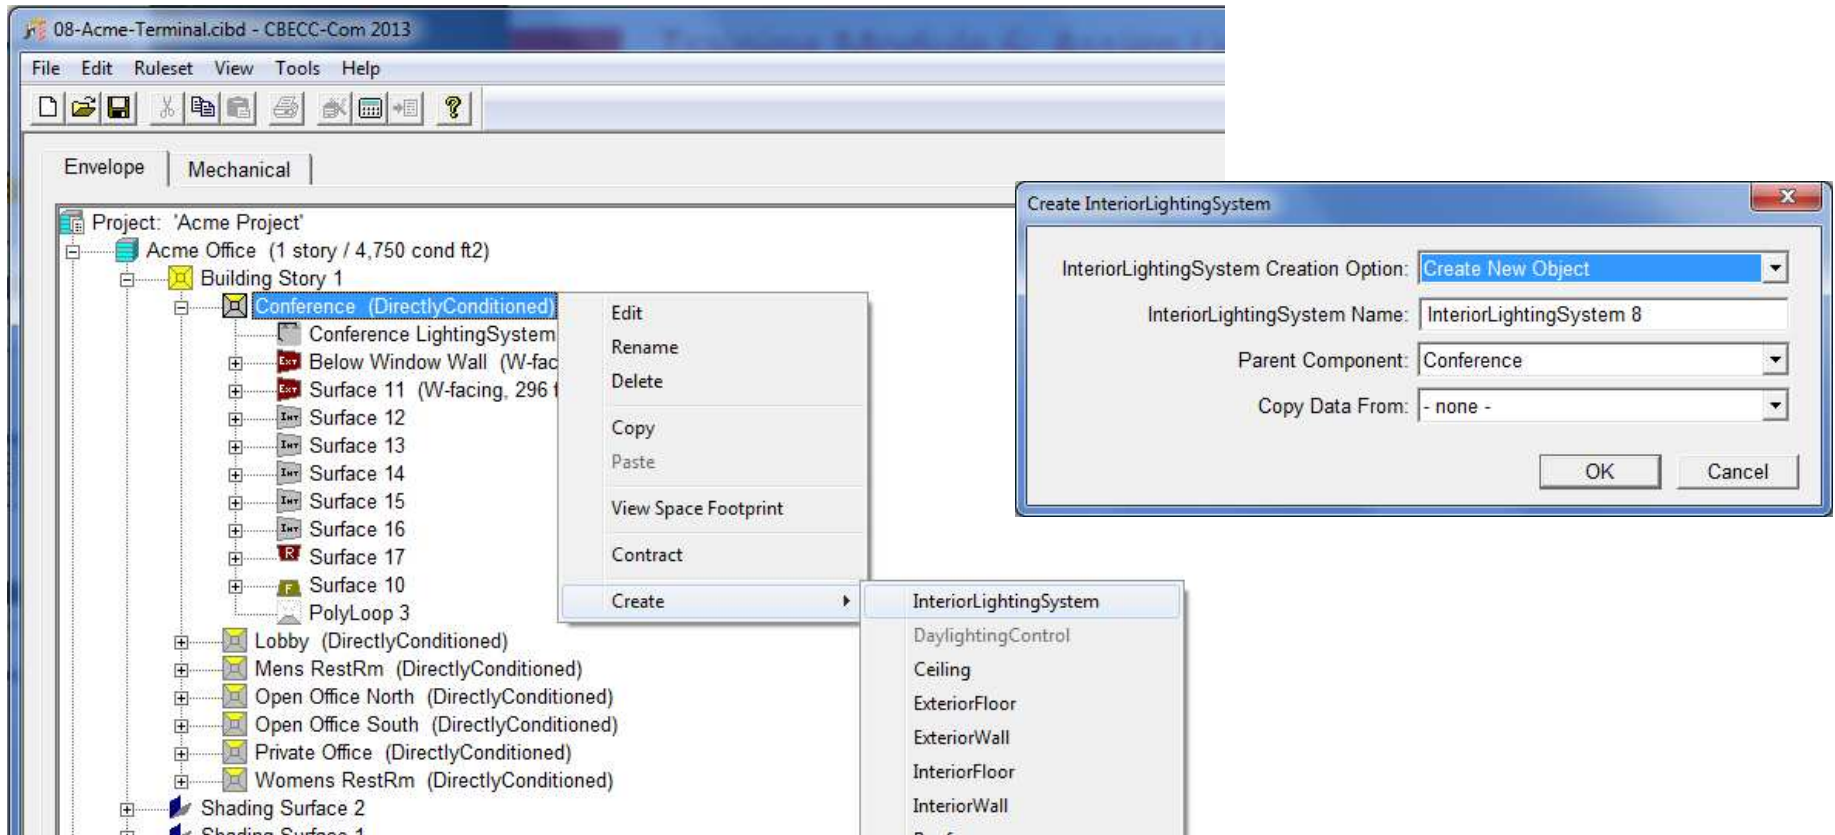 08-Acme-Terminal.cibd - CBECC-Com 2013
File Edit Ruleset View Tools Help
Envelope Mechanical
Project: 'Acme Project'
Acme Office (1 story / 4,750 cond ft2)
Building Story 1
Conference (DirectlyConditioned)
Conference LightingSystem
Below Window Wall (W-fac
Surface 11 (W-facing, 296 f
Surface 12
Surface 13
Surface 14
Surface 15
Surface 16
Surface 17
Surface 10
PolyLoop 3
Lobby (DirectlyConditioned)
Mens RestRm (DirectlyConditioned)
Open Office North (DirectlyConditioned)
Open Office South (DirectlyConditioned)
Private Office (DirectlyConditioned)
Womens RestRm (DirectlyConditioned)
Shading Surface 2
Shading Surface 1
Edit
Rename
Delete
Copy
Paste
View Space Footprint
Contract
Create
InteriorLightingSystem
DaylightingControl
Ceiling
ExteriorFloor
ExteriorWall
InteriorFloor
InteriorWall
Create InteriorLightingSystem
InteriorLightingSystem Creation Option: Create New Object
InteriorLightingSystem Name: InteriorLightingSystem 8
Parent Component: Conference
Copy Data From: - none -
OK Cancel